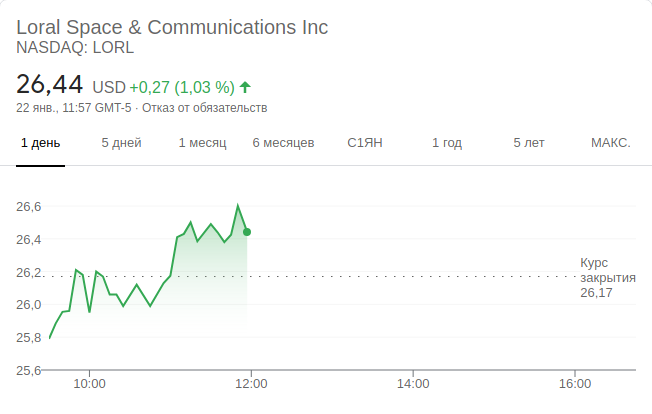 Loral Space & Communications Inc
NASDAQ: LORL
26,44 USD +0,27 (1,03 %)
22 янв., 11:57 GMT-5 · Отказ от обязательств
1 день 5 дней 1 месяц 6 месяцев С1ЯН 1 год 5 лет МАКС.
26,6
26,4
26,2
26,0
25,8
25,6
Курс
закрытия
26,17
10:00 12:00 14:00 16:00